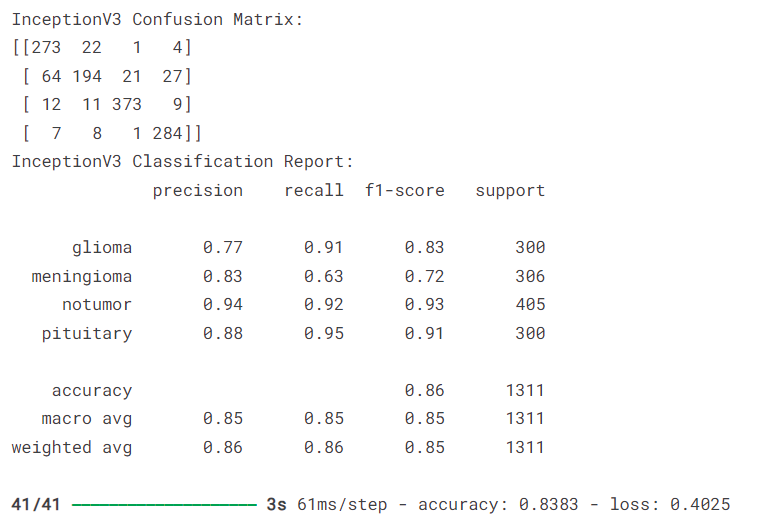 InceptionV3 Confusion Matrix:
[[273  22   1   4]
 [ 64 194  21  27]
 [ 12  11 373   9]
 [  7   8   1 284]]
InceptionV3 Classification Report:
              precision    recall  f1-score   support
      glioma       0.77      0.91      0.83       300
  meningioma       0.83      0.63      0.72       306
     notumor       0.94      0.92      0.93       405
   pituitary       0.88      0.95      0.91       300
    accuracy                           0.86      1311
   macro avg       0.85      0.85      0.85      1311
weighted avg       0.86      0.86      0.85      1311
41/41 ━━━━━━━━━━━━━━━━━━━━ 3s 61ms/step - accuracy: 0.8383 - loss: 0.4025